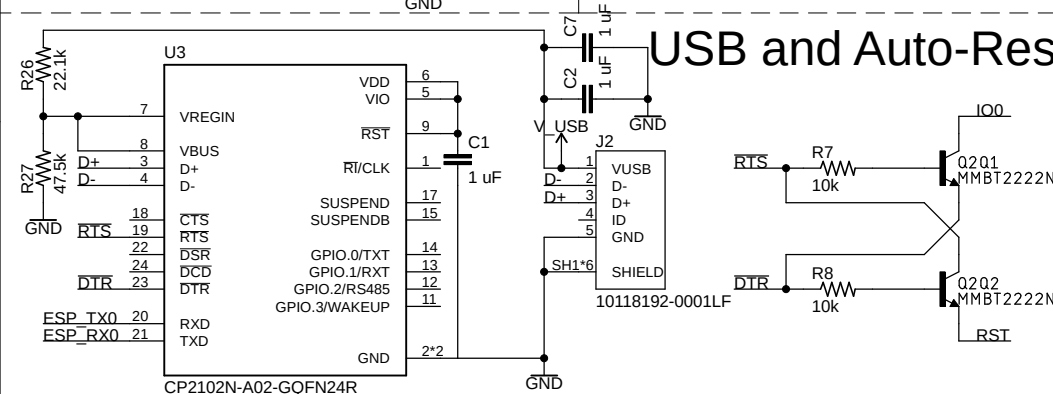 GND
USB and Auto-Res
R26
22.1k
R27
47.5k
GND
U3
7 VREGIN
8 VBUS
D+ 3 D+
D- 4 D-
18 CTS
RTS 19 RTS
22 DSR
24 DCD
DTR 23 DTR
ESP_TX0 20 RXD
ESP_RX0 21 TXD
VDD 6
VIO 5
RST 9
RI/CLK 1
SUSPEND 17
SUSPENDB 15
GPIO.0/TXT 14
GPIO.1/RXT 13
GPIO.2/RS485 12
GPIO.3/WAKEUP 11
GND 2*2
CP2102N-A02-GQFN24R
C1
1 uF
C7
1 uF
C2
1 uF
GND
V_USB
J2
1 VUSB
D- 2 D-
D+ 3 D+
4 ID
5 GND
SH1*6 SHIELD
10118192-0001LF
GND
IO0
RTS
R7
10k
Q2Q1
MMBT2222N
DTR
R8
10k
Q2Q2
MMBT2222N
RST